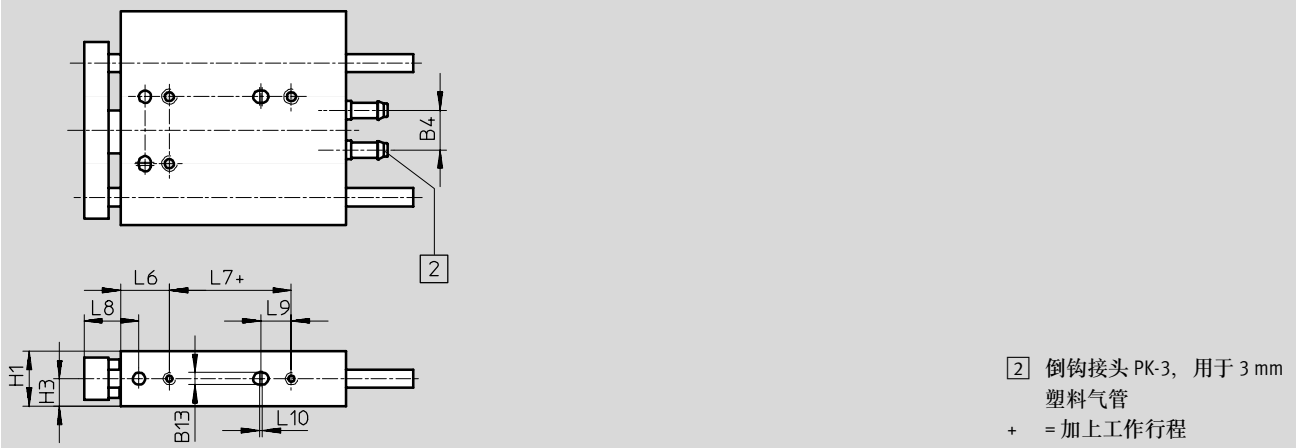 B4
2
L6
L7+
L8
L9
H1
H3
B13
L10
2 倒钩接头 PK-3, 用于 3 mm
塑料气管
+ = 加上工作行程